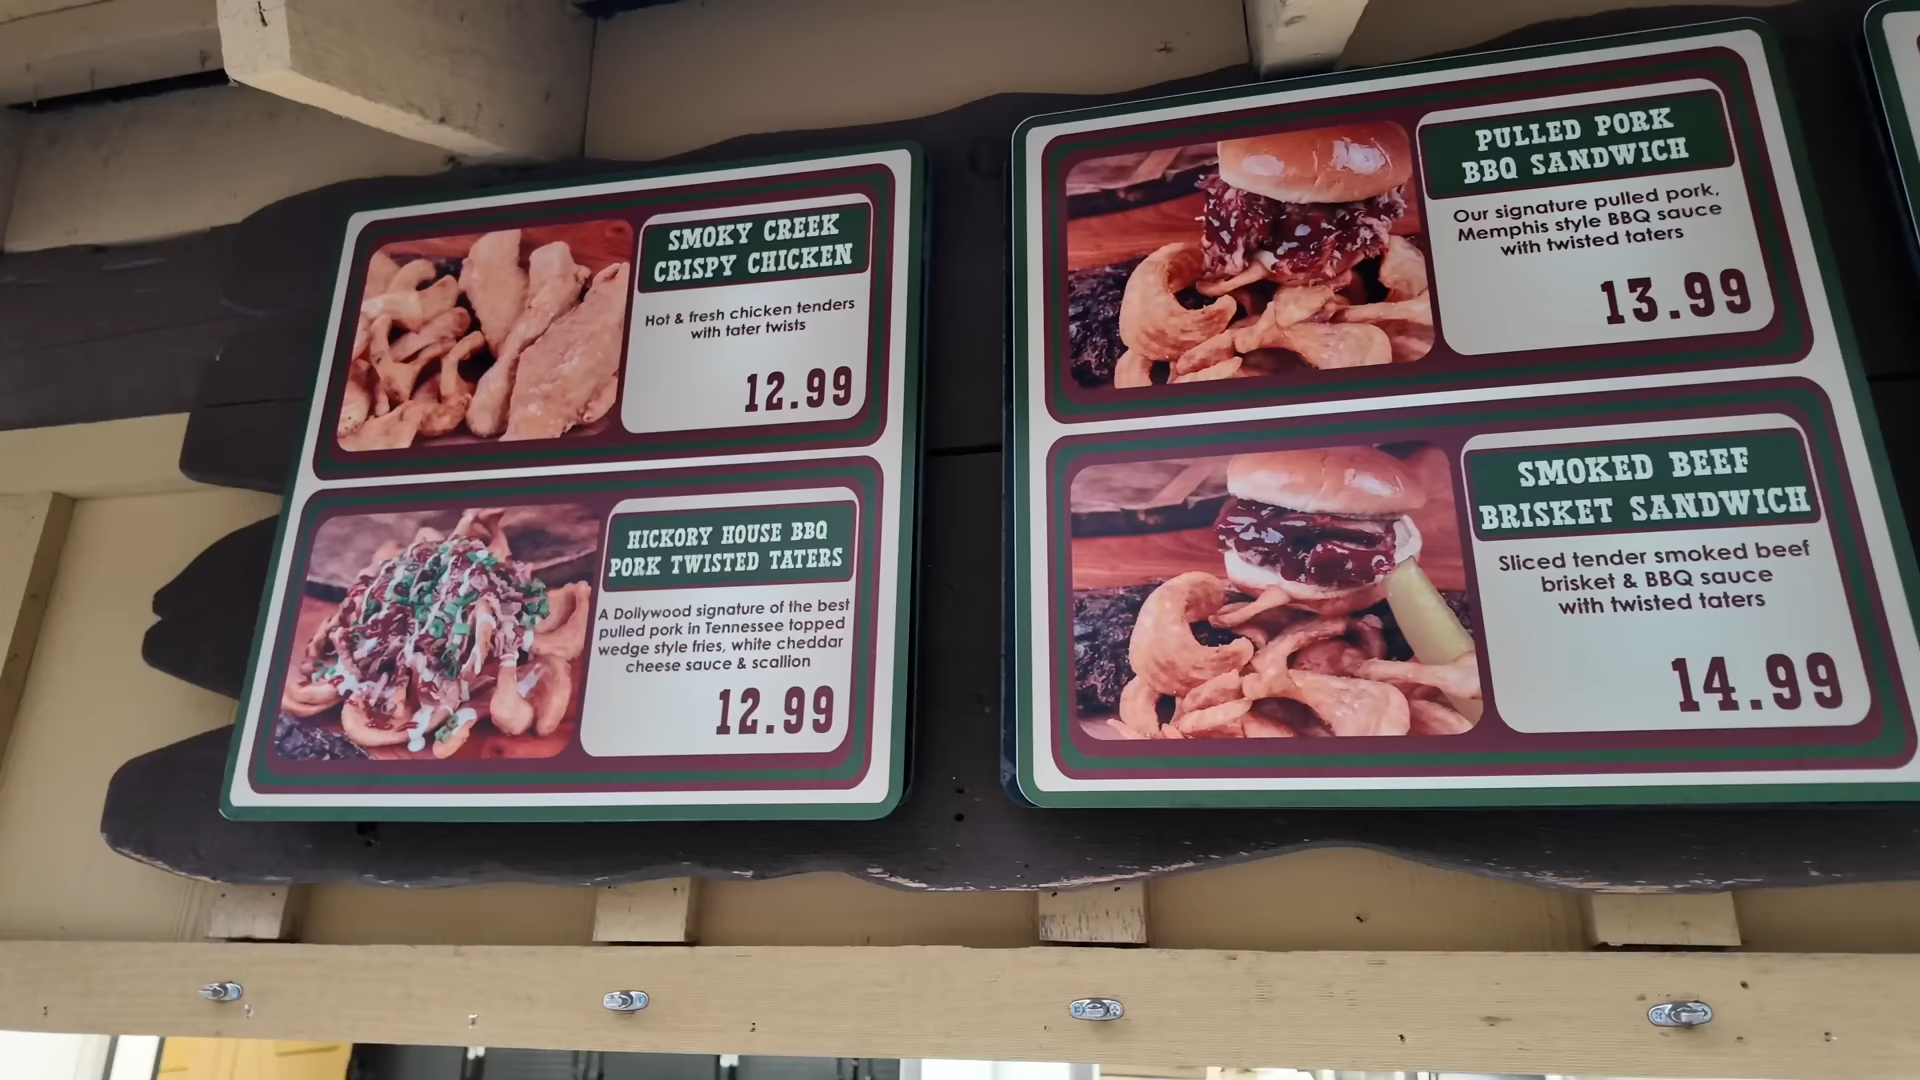 SMOKY CREEK
CRISPY CHICKEN
Hot & fresh chicken tenders
with tater twists
12.99
HICKORY HOUSE BBQ
PORK TWISTED TATERS
A Dollywood signature of the best
pulled pork in Tennessee topped
wedge style fries, white cheddar
cheese sauce & scallion
12.99
PULLED PORK
BBQ SANDWICH
Our signature pulled pork,
Memphis style BBQ sauce
with twisted taters
13.99
SMOKED BEEF
BRISKET SANDWICH
Sliced tender smoked beef
brisket & BBQ sauce
with twisted taters
14.99